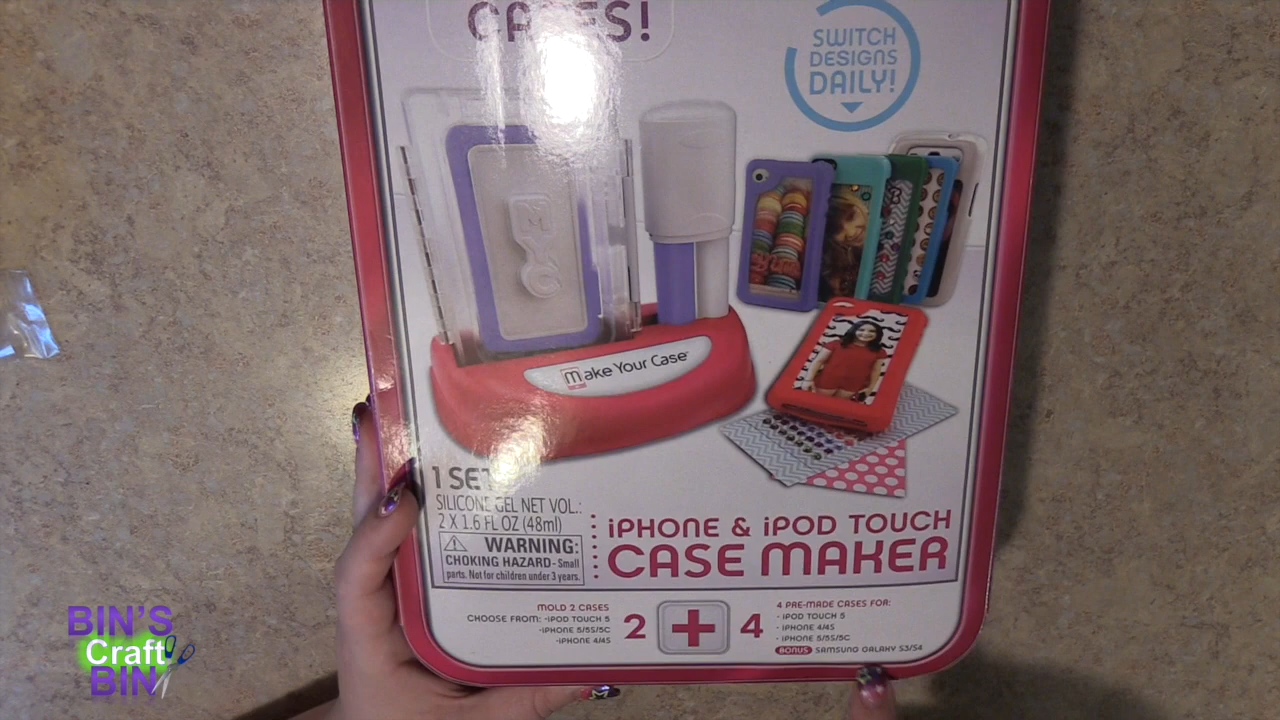 CASES!
SWITCH
DESIGNS
DAILY!
MYC
make Your Case
1 SET
SILICONE GEL NET VOL.:
2 X 1.6 FL OZ (48ml)
WARNING:
CHOKING HAZARD - Small
parts. Not for children under 3 years.
iPHONE & iPOD TOUCH
CASE MAKER
MOLD 2 CASES
CHOOSE FROM: -iPOD TOUCH 5
-iPHONE 5/5S/5C
-iPHONE 4/4S
2 + 4
4 PRE-MADE CASES FOR:
- iPOD TOUCH 5
- iPHONE 4/4S
- iPHONE 5/5S/5C
BONUS SAMSUNG GALAXY S3/S4
BIN'S
Craft
BIN